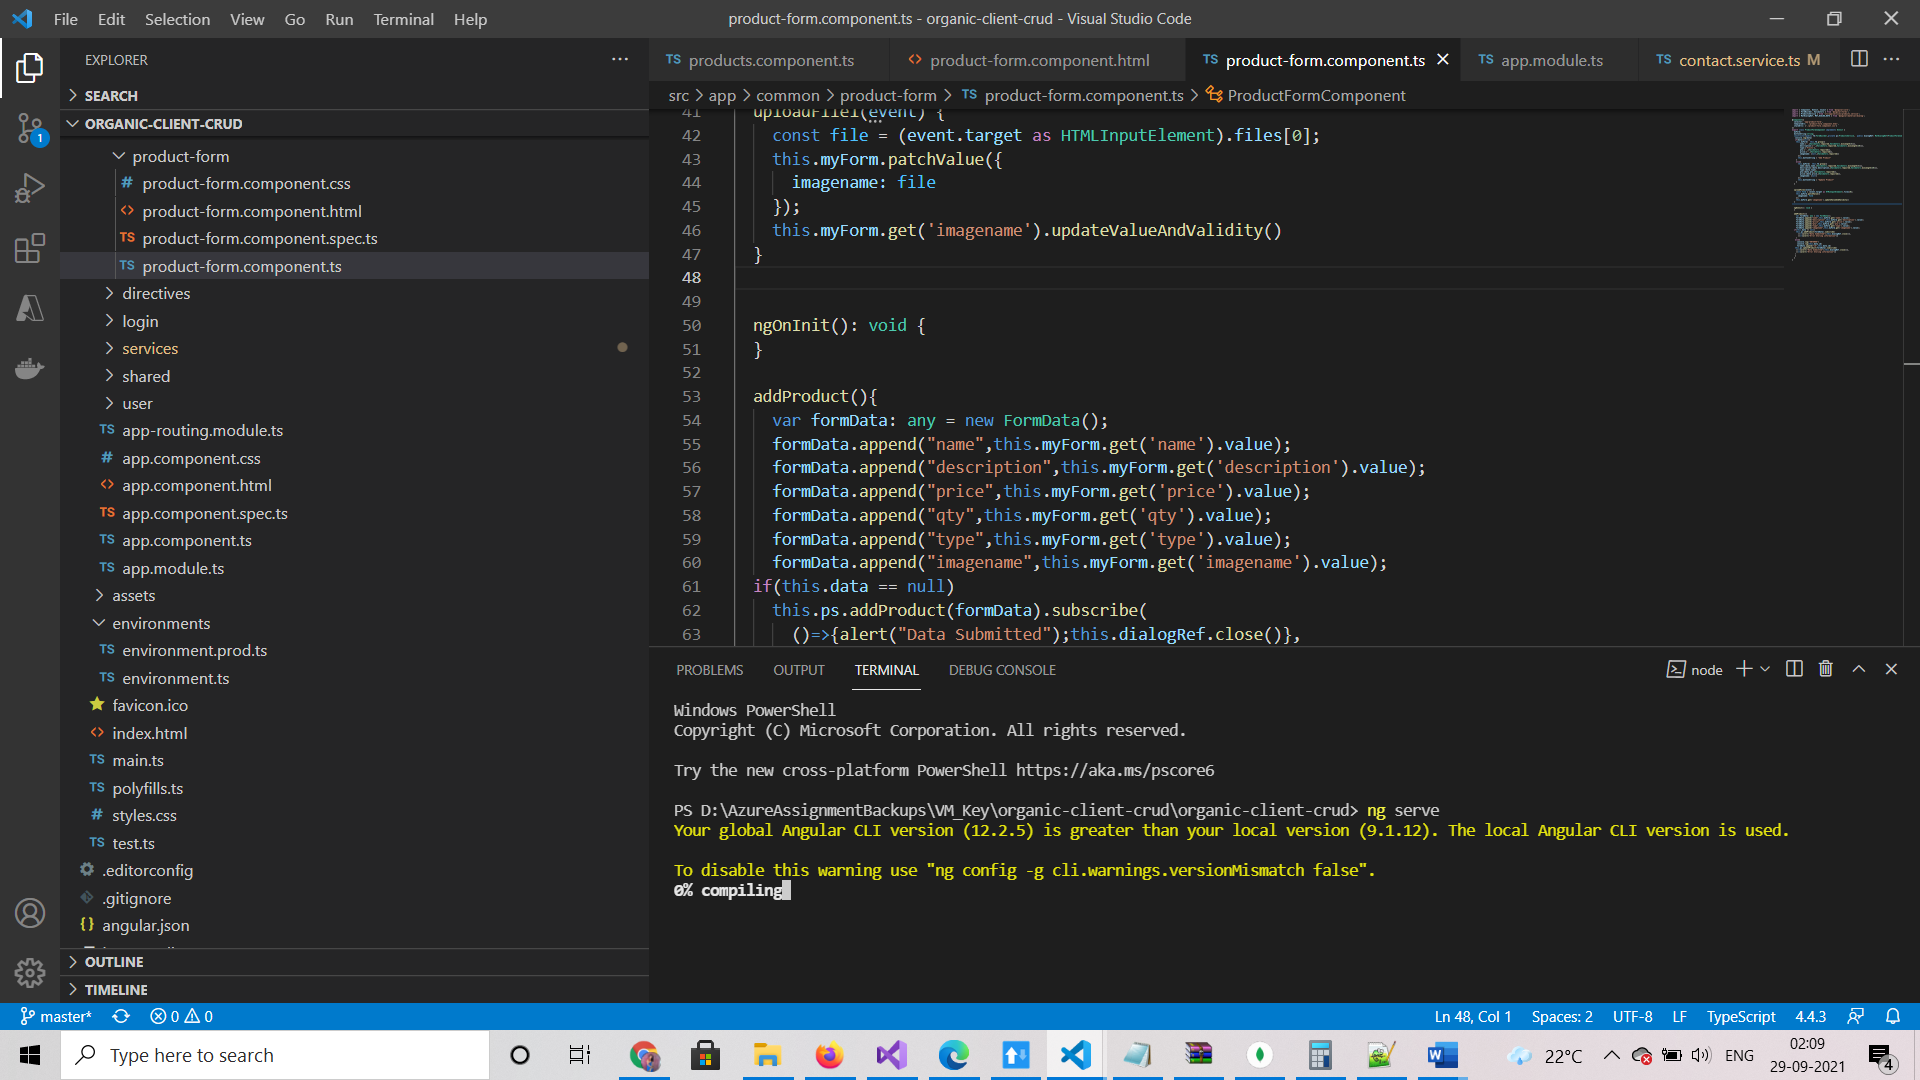 File Edit Selection View Go Run Terminal Help
product-form.component.ts - organic-client-crud - Visual Studio Code
EXPLORER
SEARCH
ORGANIC-CLIENT-CRUD
product-form
# product-form.component.css
<> product-form.component.html
TS product-form.component.spec.ts
TS product-form.component.ts
directives
login
services
shared
user
TS app-routing.module.ts
# app.component.css
<> app.component.html
TS app.component.spec.ts
TS app.component.ts
TS app.module.ts
assets
environments
TS environment.prod.ts
TS environment.ts
favicon.ico
<> index.html
TS main.ts
TS polyfills.ts
# styles.css
TS test.ts
.editorconfig
.gitignore
{} angular.json
OUTLINE
TIMELINE
1
TS products.component.ts
<> product-form.component.html
TS product-form.component.ts
TS app.module.ts
TS contact.service.ts M
src > app > common > product-form > TS product-form.component.ts > ProductFormComponent
41 uploadFile1(event) {
42 const file = (event.target as HTMLInputElement).files[0];
43 this.myForm.patchValue({
44 imagename: file
45 });
46 this.myForm.get('imagename').updateValueAndValidity()
47 }
48
49
50 ngOnInit(): void {
51 }
52
53 addProduct(){
54 var formData: any = new FormData();
55 formData.append("name",this.myForm.get('name').value);
56 formData.append("description",this.myForm.get('description').value);
57 formData.append("price",this.myForm.get('price').value);
58 formData.append("qty",this.myForm.get('qty').value);
59 formData.append("type",this.myForm.get('type').value);
60 formData.append("imagename",this.myForm.get('imagename').value);
61 if(this.data == null)
62 this.ps.addProduct(formData).subscribe(
63 ()=>{alert("Data Submitted");this.dialogRef.close()},
PROBLEMS OUTPUT TERMINAL DEBUG CONSOLE
node
Windows PowerShell
Copyright (C) Microsoft Corporation. All rights reserved.
Try the new cross-platform PowerShell https://aka.ms/pscore6
PS D:\AzureAssignmentBackups\VM_Key\organic-client-crud\organic-client-crud> ng serve
Your global Angular CLI version (12.2.5) is greater than your local version (9.1.12). The local Angular CLI version is used.
To disable this warning use "ng config -g cli.warnings.versionMismatch false".
0% compiling
master* 0 0
Ln 48, Col 1 Spaces: 2 UTF-8 LF TypeScript 4.4.3
Type here to search
22°C
ENG
02:09
29-09-2021
4